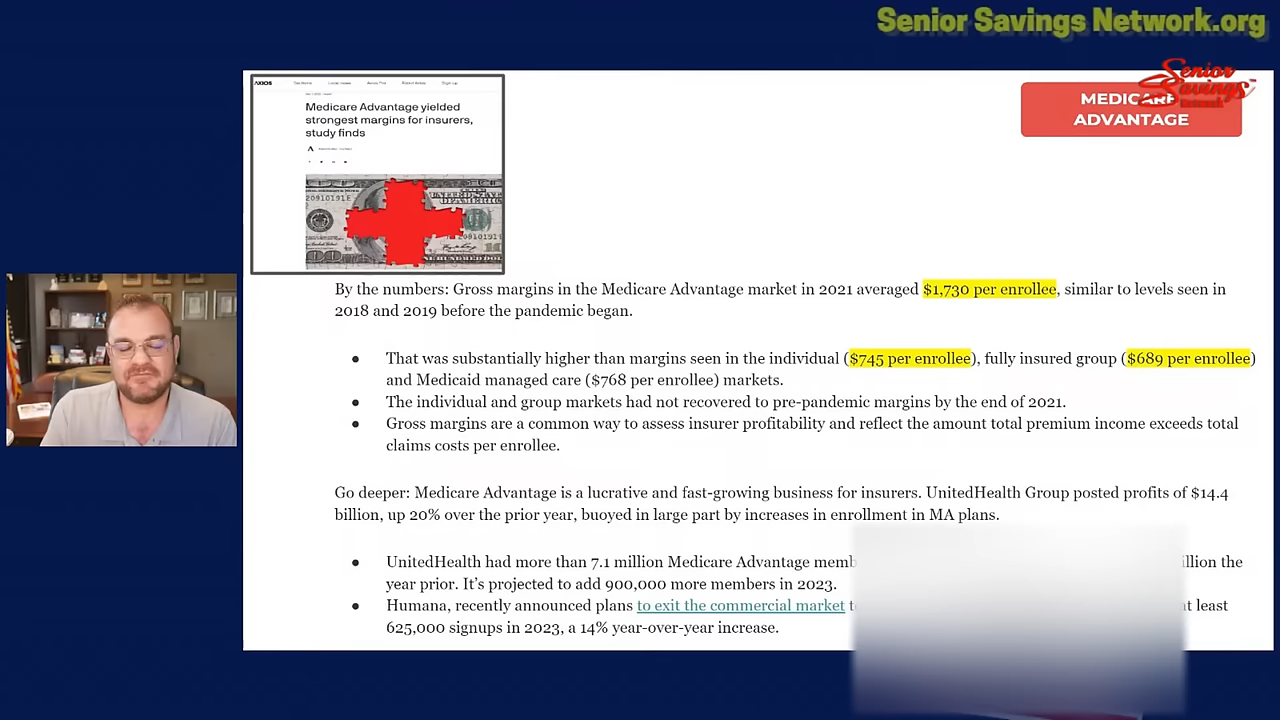 Senior Savings Network.org
Senior
Savings
Network
MEDICARE
ADVANTAGE
AXIOS
Medicare Advantage yielded
strongest margins for insurers,
study finds
By the numbers: Gross margins in the Medicare Advantage market in 2021 averaged $1,730 per enrollee, similar to levels seen in
2018 and 2019 before the pandemic began.
● That was substantially higher than margins seen in the individual ($745 per enrollee), fully insured group ($689 per enrollee)
and Medicaid managed care ($768 per enrollee) markets.
● The individual and group markets had not recovered to pre-pandemic margins by the end of 2021.
● Gross margins are a common way to assess insurer profitability and reflect the amount total premium income exceeds total
claims costs per enrollee.
Go deeper: Medicare Advantage is a lucrative and fast-growing business for insurers. UnitedHealth Group posted profits of $14.4
billion, up 20% over the prior year, buoyed in large part by increases in enrollment in MA plans.
● UnitedHealth had more than 7.1 million Medicare Advantage memb illion the
year prior. It's projected to add 900,000 more members in 2023.
● Humana, recently announced plans to exit the commercial market t at least
625,000 signups in 2023, a 14% year-over-year increase.